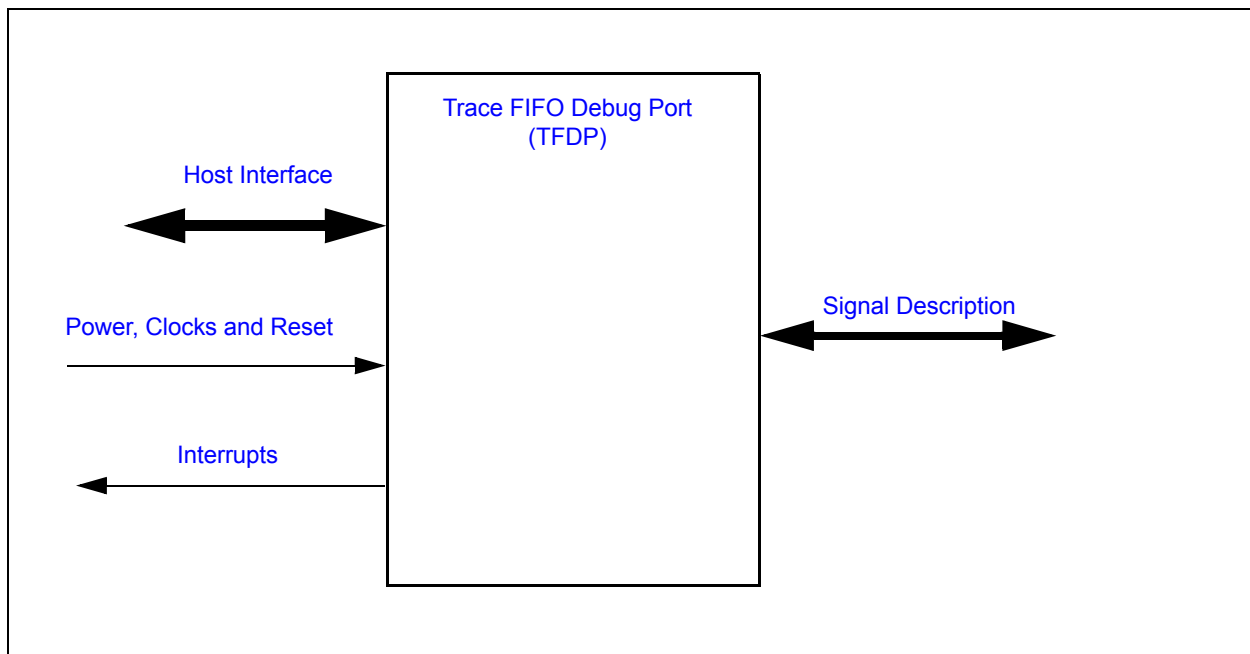 Trace FIFO Debug Port
(TFDP)
Host Interface
Signal Description
Power, Clocks and Reset
Interrupts